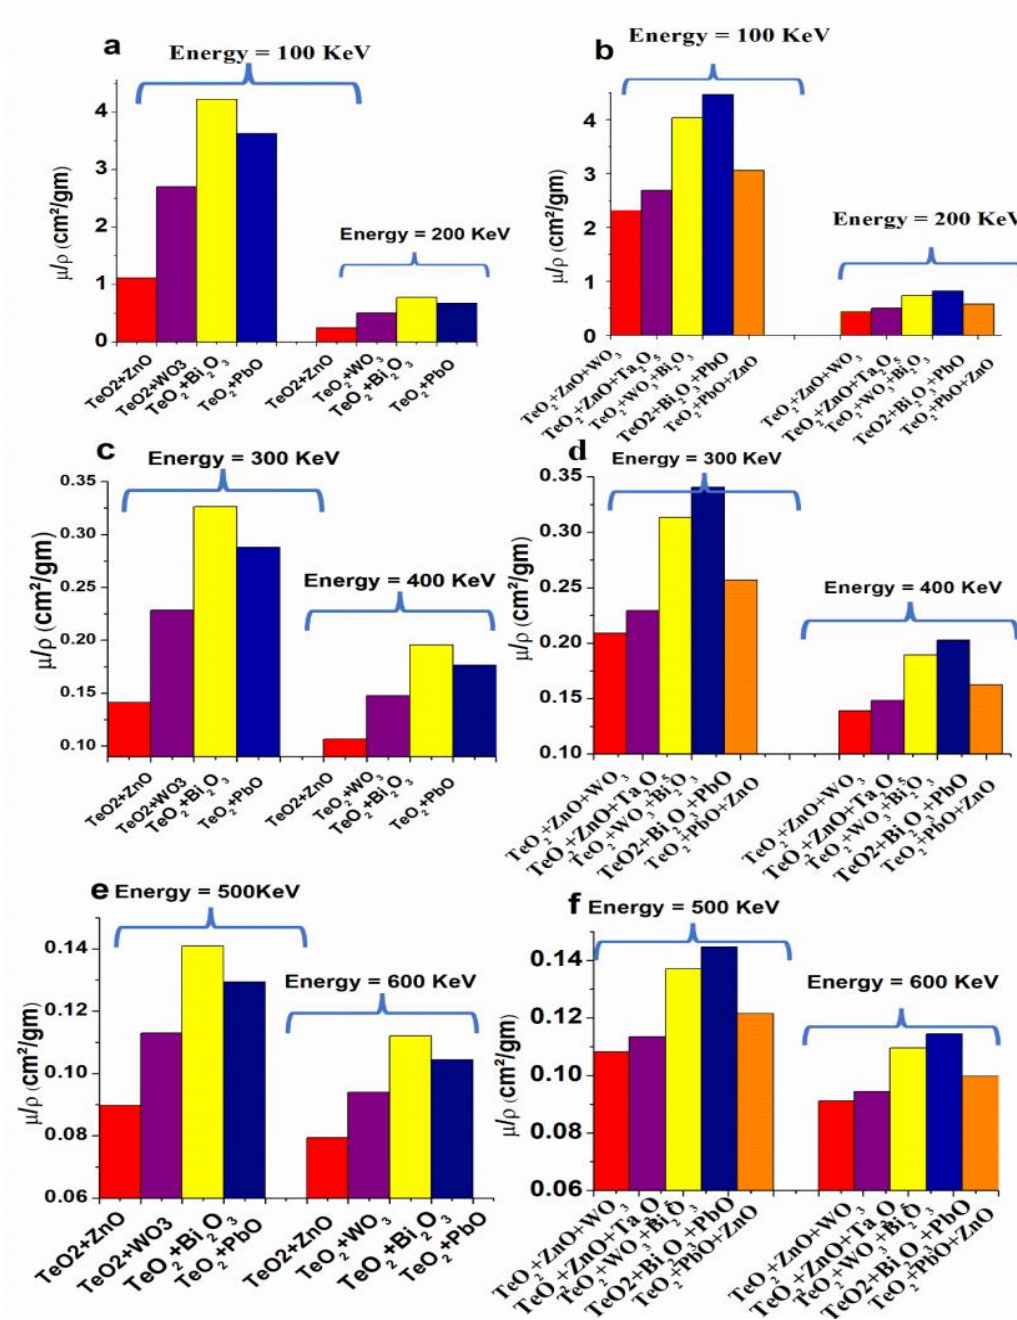 a
Energy = 100 KeV
Energy = 200 KeV
μ/ρ (cm²/gm)
4
3
2
1
0
TeO2+ZnO
TeO2+WO3
TeO₂+Bi₂O₃
TeO₂+PbO
TeO2+ZnO
TeO₂+WO₃
TeO₂+Bi₂O₃
TeO₂+PbO
b
Energy = 100 KeV
Energy = 200 KeV
μ/ρ (cm²/gm)
4
3
2
1
0
TeO₂+ZnO+WO₃
TeO₂+ZnO+Ta₂O₅
TeO₂+WO₃+Bi₂O₃
TeO2+Bi₂O₃+PbO
TeO₂+PbO+ZnO
TeO₂+ZnO+WO₃
TeO₂+ZnO+Ta₂O₅
TeO₂+WO₃+Bi₂O₃
TeO2+Bi₂O₃+PbO
TeO₂+PbO+ZnO
c
Energy = 300 KeV
Energy = 400 KeV
μ/ρ (cm²/gm)
0.35
0.30
0.25
0.20
0.15
0.10
TeO2+ZnO
TeO2+WO3
TeO₂+Bi₂O₃
TeO₂+PbO
TeO2+ZnO
TeO₂+WO₃
TeO₂+Bi₂O₃
TeO₂+PbO
d
Energy = 300 KeV
Energy = 400 KeV
μ/ρ (cm²/gm)
0.35
0.30
0.25
0.20
0.15
0.10
TeO₂+ZnO+WO₃
TeO₂+ZnO+Ta₂O₅
TeO₂+WO₃+Bi₂O₃
TeO2+Bi₂O₃+PbO
TeO₂+PbO+ZnO
TeO₂+ZnO+WO₃
TeO₂+ZnO+Ta₂O₅
TeO₂+WO₃+Bi₂O₃
TeO2+Bi₂O₃+PbO
TeO₂+PbO+ZnO
e
Energy = 500KeV
Energy = 600 KeV
μ/ρ (cm²/gm)
0.14
0.12
0.10
0.08
0.06
TeO2+ZnO
TeO2+WO3
TeO₂+Bi₂O₃
TeO₂+PbO
TeO2+ZnO
TeO₂+WO₃
TeO₂+Bi₂O₃
TeO₂+PbO
f
Energy = 500 KeV
Energy = 600 KeV
μ/ρ (cm²/gm)
0.14
0.12
0.10
0.08
0.06
TeO₂+ZnO+WO₃
TeO₂+ZnO+Ta₂O₅
TeO₂+WO₃+Bi₂O₃
TeO2+Bi₂O₃+PbO
TeO₂+PbO+ZnO
TeO₂+ZnO+WO₃
TeO₂+ZnO+Ta₂O₅
TeO₂+WO₃+Bi₂O₃
TeO2+Bi₂O₃+PbO
TeO₂+PbO+ZnO